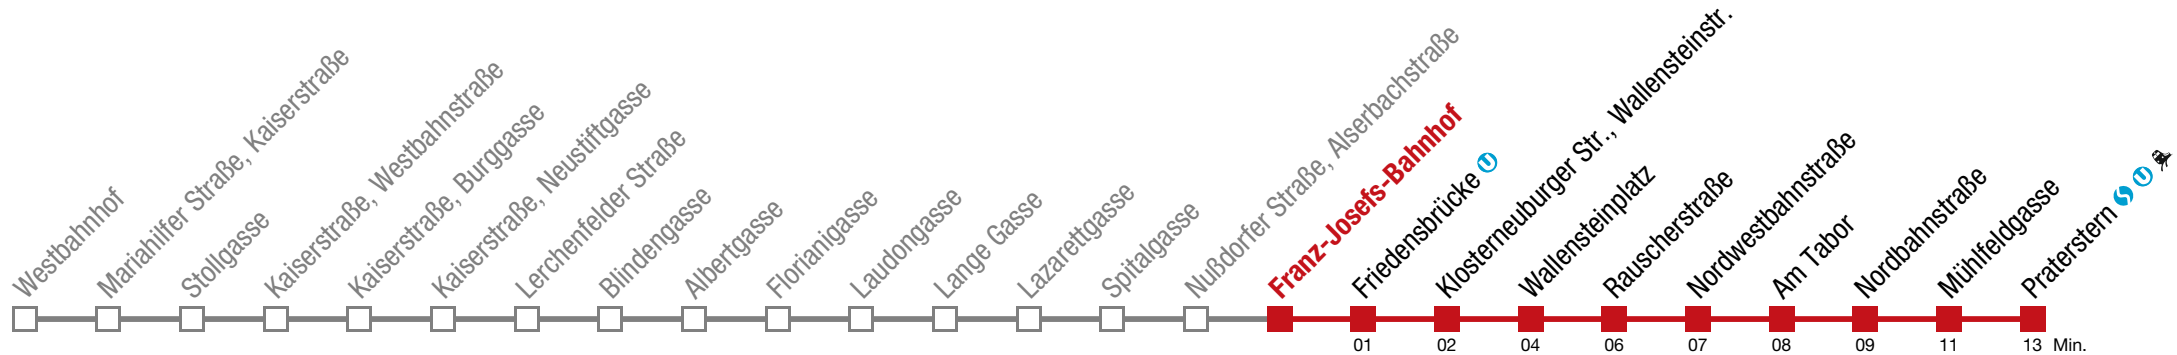 Westbahnhof
Mariahilfer Straße, Kaiserstraße
Stollgasse
Kaiserstraße, Westbahnstraße
Kaiserstraße, Burggasse
Kaiserstraße, Neustiftgasse
Lerchenfelder Straße
Blindengasse
Albertgasse
Florianigasse
Laudongasse
Lange Gasse
Lazarettgasse
Spitalgasse
Nußdorfer Straße, Alserbachstraße
Franz-Josefs-Bahnhof
Friedensbrücke U
Klosterneuburger Str., Wallensteinstr.
Wallensteinplatz
Rauscherstraße
Nordwestbahnstraße
Am Tabor
Nordbahnstraße
Mühlfeldgasse
Praterstern S U
01 02 04 06 07 08 09 11 13 Min.